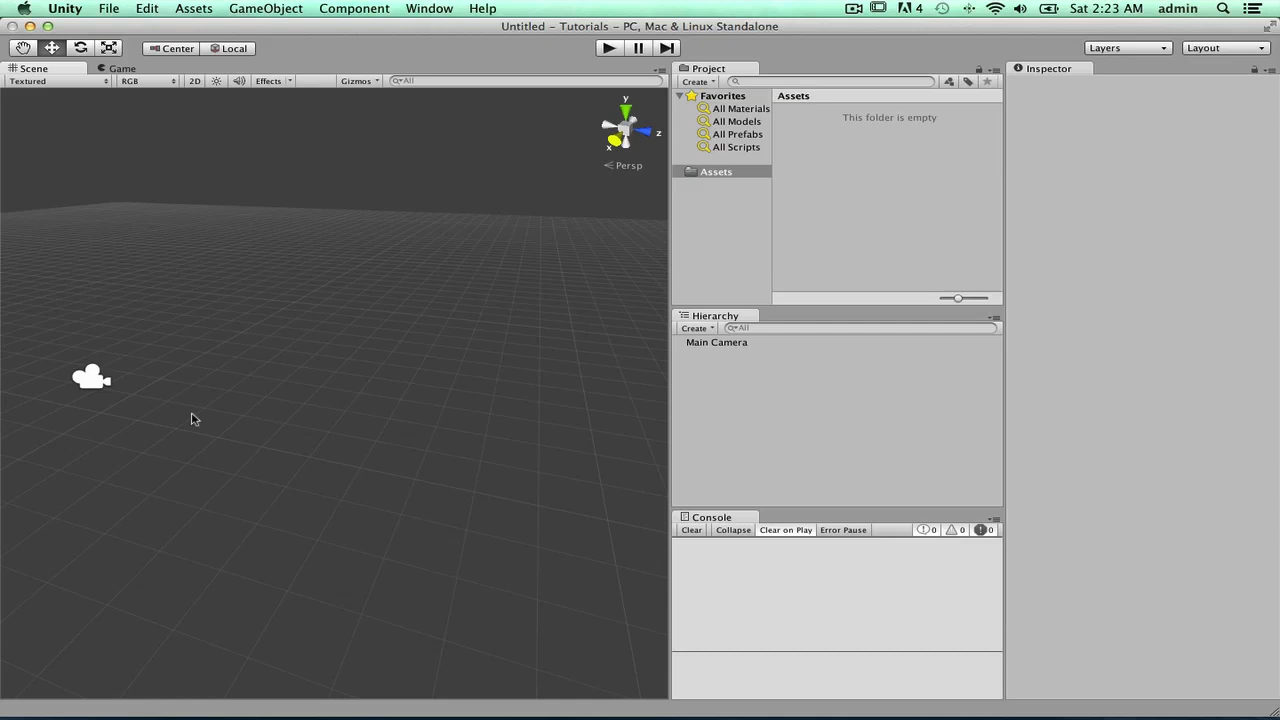 Unity File Edit Assets GameObject Component Window Help 4 Sat 2:23 AM admin
Untitled - Tutorials - PC, Mac & Linux Standalone
Center Local Layers Layout
Scene Game Project Inspector
Textured RGB 2D Effects Gizmos All Create
Favorites Assets
All Materials This folder is empty
All Models
All Prefabs
All Scripts
Assets
y
z
x
Persp
Hierarchy
Create All
Main Camera
Console
Clear Collapse Clear on Play Error Pause 0 0 0